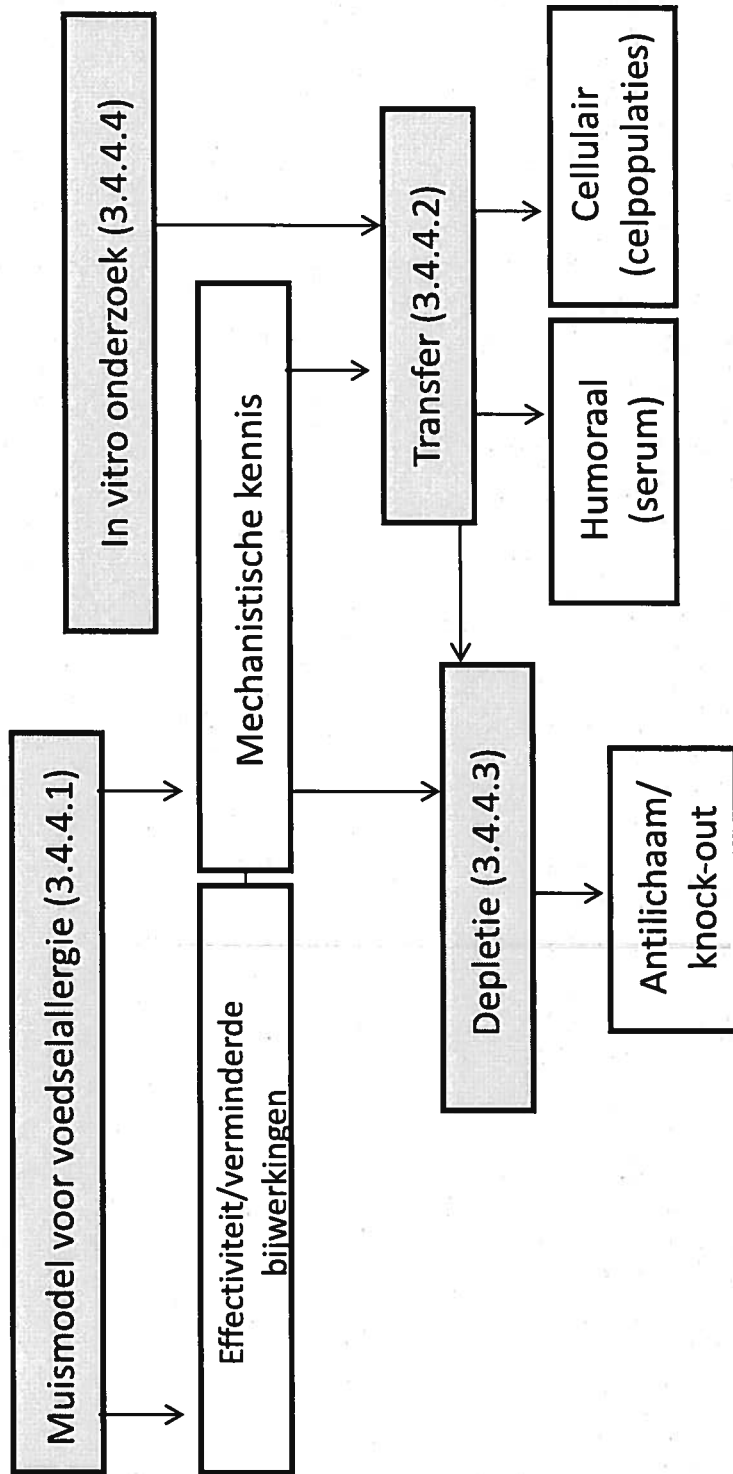 Muismodel voor voedselallergie (3.4.4.1)
In vitro onderzoek (3.4.4.4)
Effectiviteit/verminderde
bijwerkingen
Mechanistische kennis
Depletie (3.4.4.3)
Transfer (3.4.4.2)
Antilichaam/
knock-out
Humoraal
(serum)
Cellulair
(celpopulaties)